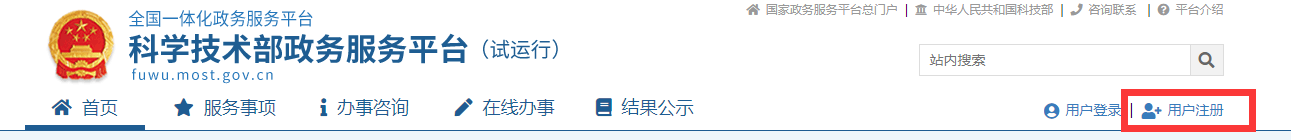 国家政务服务平台总门户 | 中华人民共和国科技部 | 咨询联系 | 平台介绍
全国一体化政务服务平台
科学技术部政务服务平台（试运行）
fuwu.most.gov.cn
站内搜索
首页 服务事项 办事咨询 在线办事 结果公示 用户登录 | 用户注册